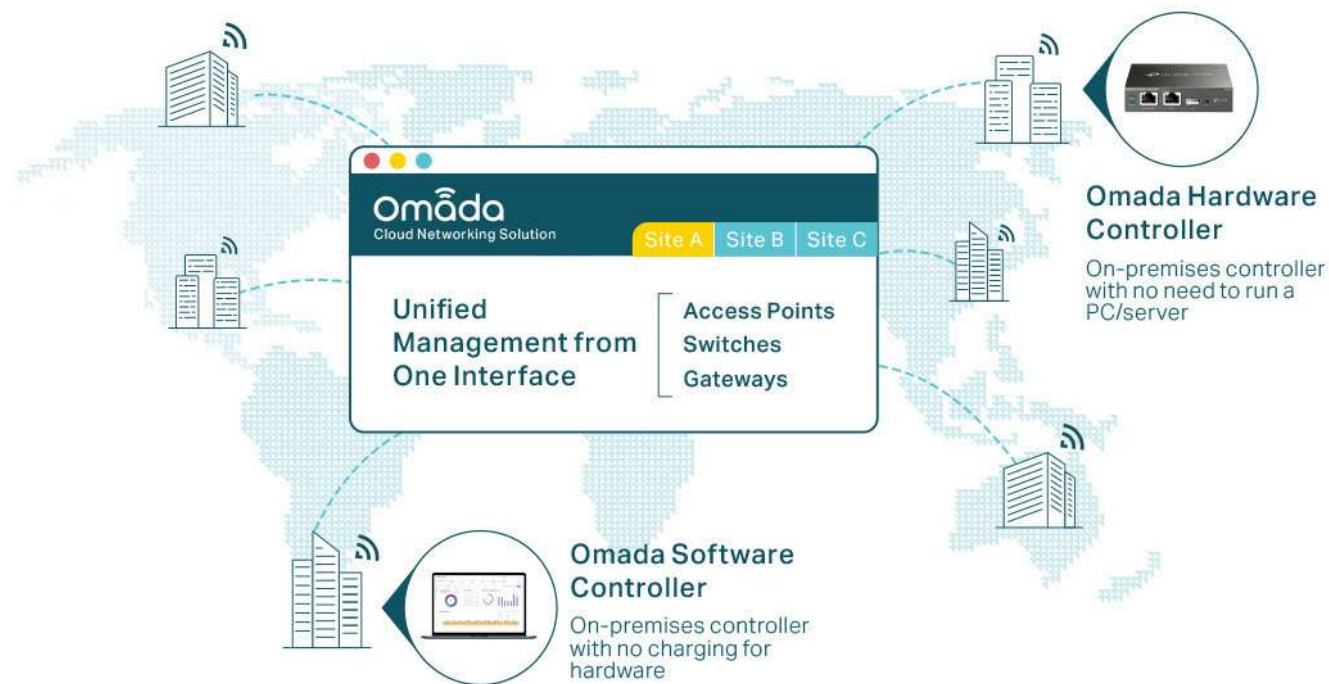 Omada
Cloud Networking Solution
Site A
Site B
Site C
Unified
Management from
One Interface
Access Points
Switches
Gateways
Omada Hardware
Controller
On-premises controller
with no need to run a
PC/server
Omada Software
Controller
On-premises controller
with no charging for
hardware